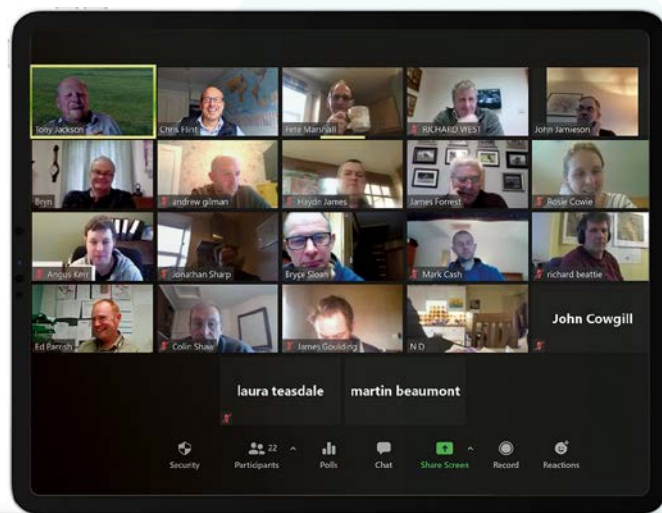 Tony Jackson
Chris Flint
Pete Marshall
RICHARD WEST
John Jamieson
Bryn
andrew gilman
Haydn James
James Forrest
Rosie Cowie
Angus Kerr
Jonathan Sharp
Bryce Sloan
Mark Cash
richard beattie
Ed Parrish
Colin Shaw
James Goulding
N D
John Cowgill
laura teasdale
martin beaumont
Security
Participants
22
Polls
Chat
Share Screen
Record
Reactions